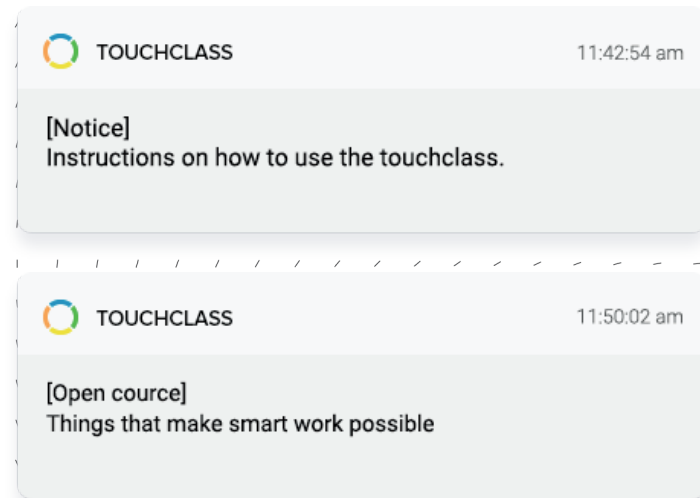 TOUCHCLASS 11:42:54 am
[Notice]
Instructions on how to use the touchclass.
TOUCHCLASS 11:50:02 am
[Open cource]
Things that make smart work possible